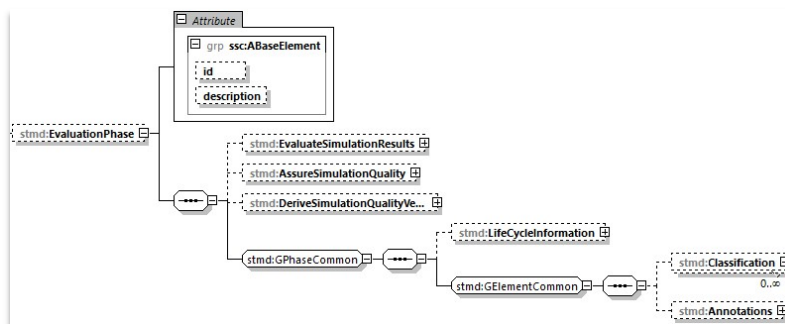 Attribute
grp ssc:ABaseElement
id
description
stmd:EvaluationPhase
stmd:EvaluateSimulationResults
stmd:AssureSimulationQuality
stmd:DeriveSimulationQualityVe...
stmd:GPhaseCommon
stmd:LifeCycleInformation
stmd:GElementCommon
stmd:Classification
0..∞
stmd:Annotations